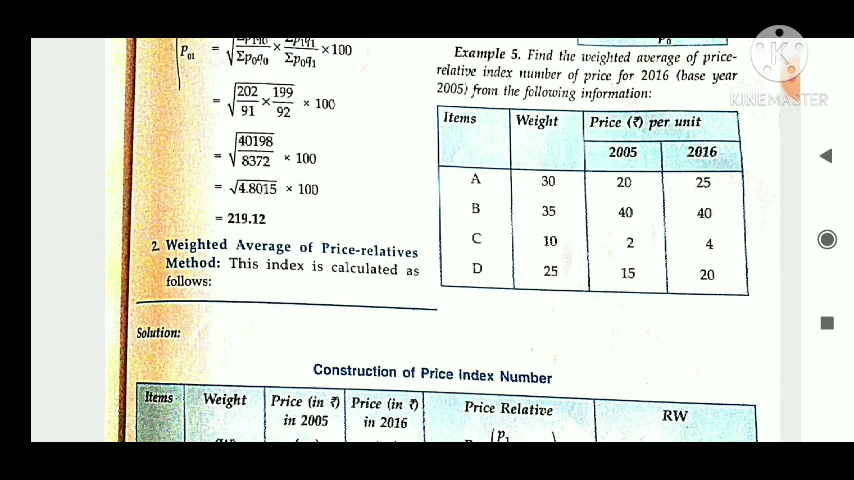 P01 = √Σp1q0/Σp0q0 × Σp1q1/Σp0q1 ×100
= √202/91 × 199/92 × 100
= √40198/8372 × 100
= √4.8015 × 100
= 219.12
2. Weighted Average of Price-relatives
Method: This index is calculated as
follows:
P0
KINEMASTER
Example 5. Find the weighted average of price-
relative index number of price for 2016 (base year
2005) from the following information:
Items Weight Price (₹) per unit
2005 2016
A 30 20 25
B 35 40 40
C 10 2 4
D 25 15 20
Solution:
Construction of Price Index Number
Items Weight Price (in ₹) Price (in ₹) Price Relative RW
in 2005 in 2016
p1